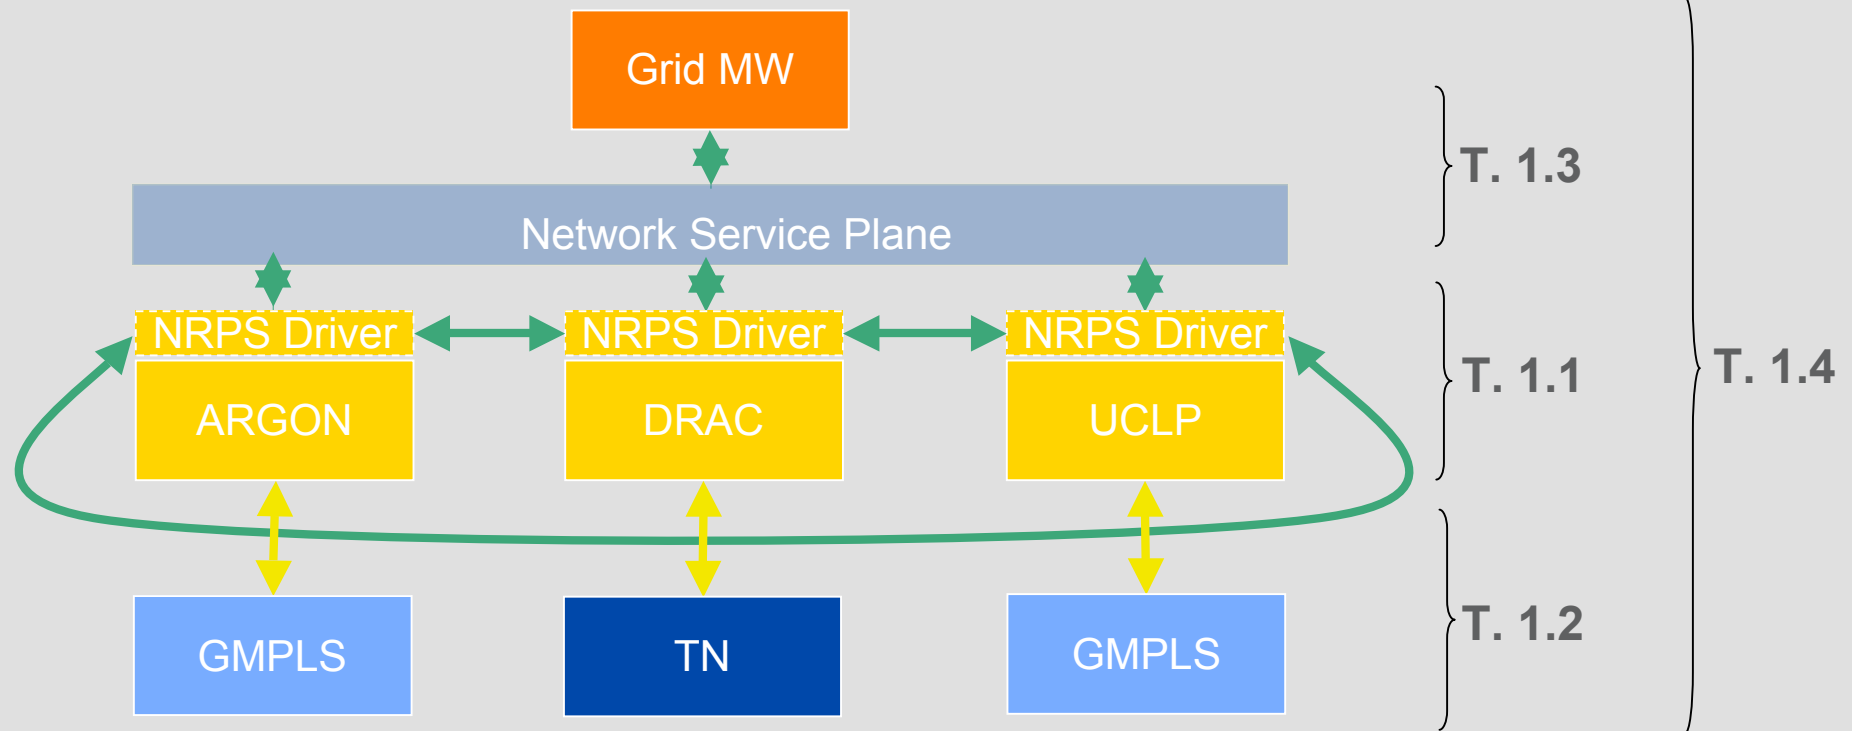 Grid MW
T. 1.3
Network Service Plane
NRPS Driver
NRPS Driver
NRPS Driver
T. 1.1
T. 1.4
ARGON
DRAC
UCLP
T. 1.2
GMPLS
TN
GMPLS